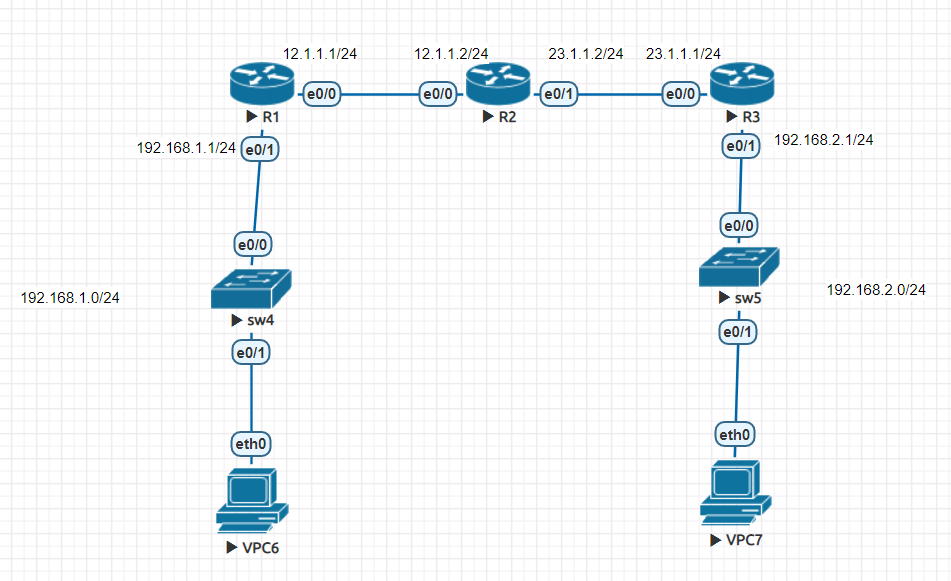 12.1.1.1/24
12.1.1.2/24
23.1.1.2/24
23.1.1.1/24
e0/0
e0/0
e0/1
e0/0
R1
R2
R3
192.168.1.1/24
e0/1
e0/1
192.168.2.1/24
e0/0
e0/0
192.168.1.0/24
sw4
sw5
192.168.2.0/24
e0/1
e0/1
eth0
eth0
VPC6
VPC7